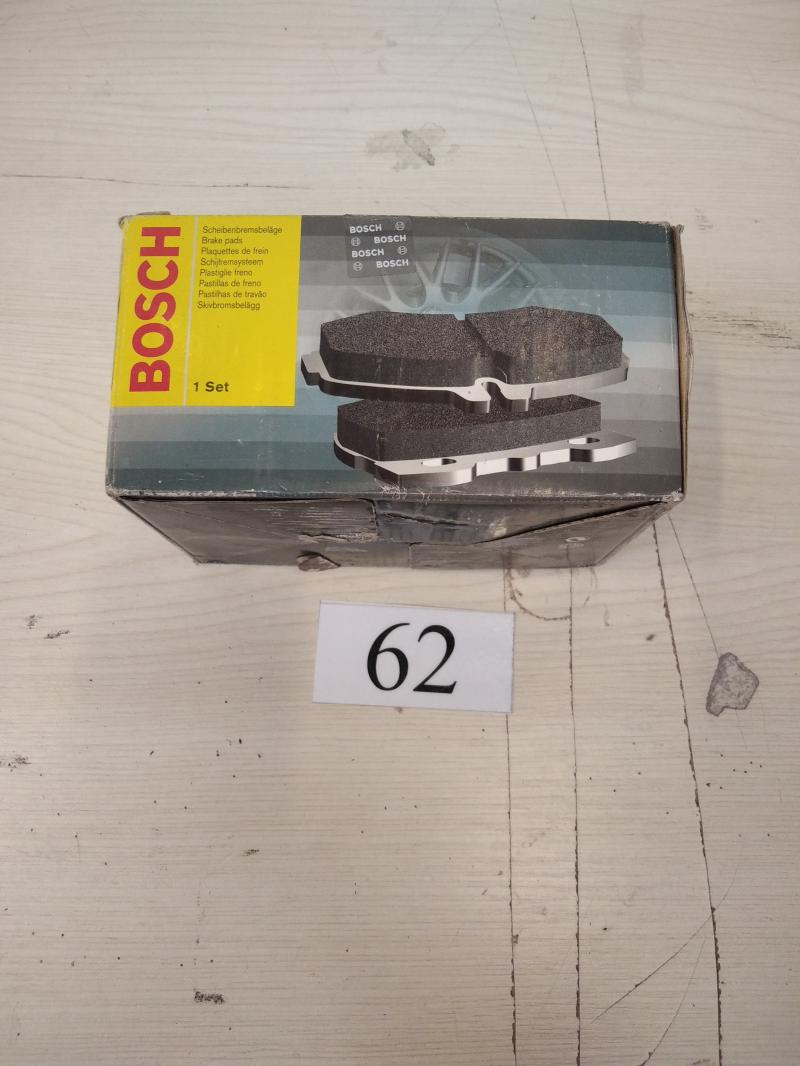 BOSCH
Scheibenbremsbeläge
Brake pads
Plaquettes de frein
Schijfremsysteem
Plastiglie freno
Pastillas de freno
Pastilhas de travão
Skivbromsbelägg
1 Set
BOSCH
BOSCH
BOSCH
BOSCH
62